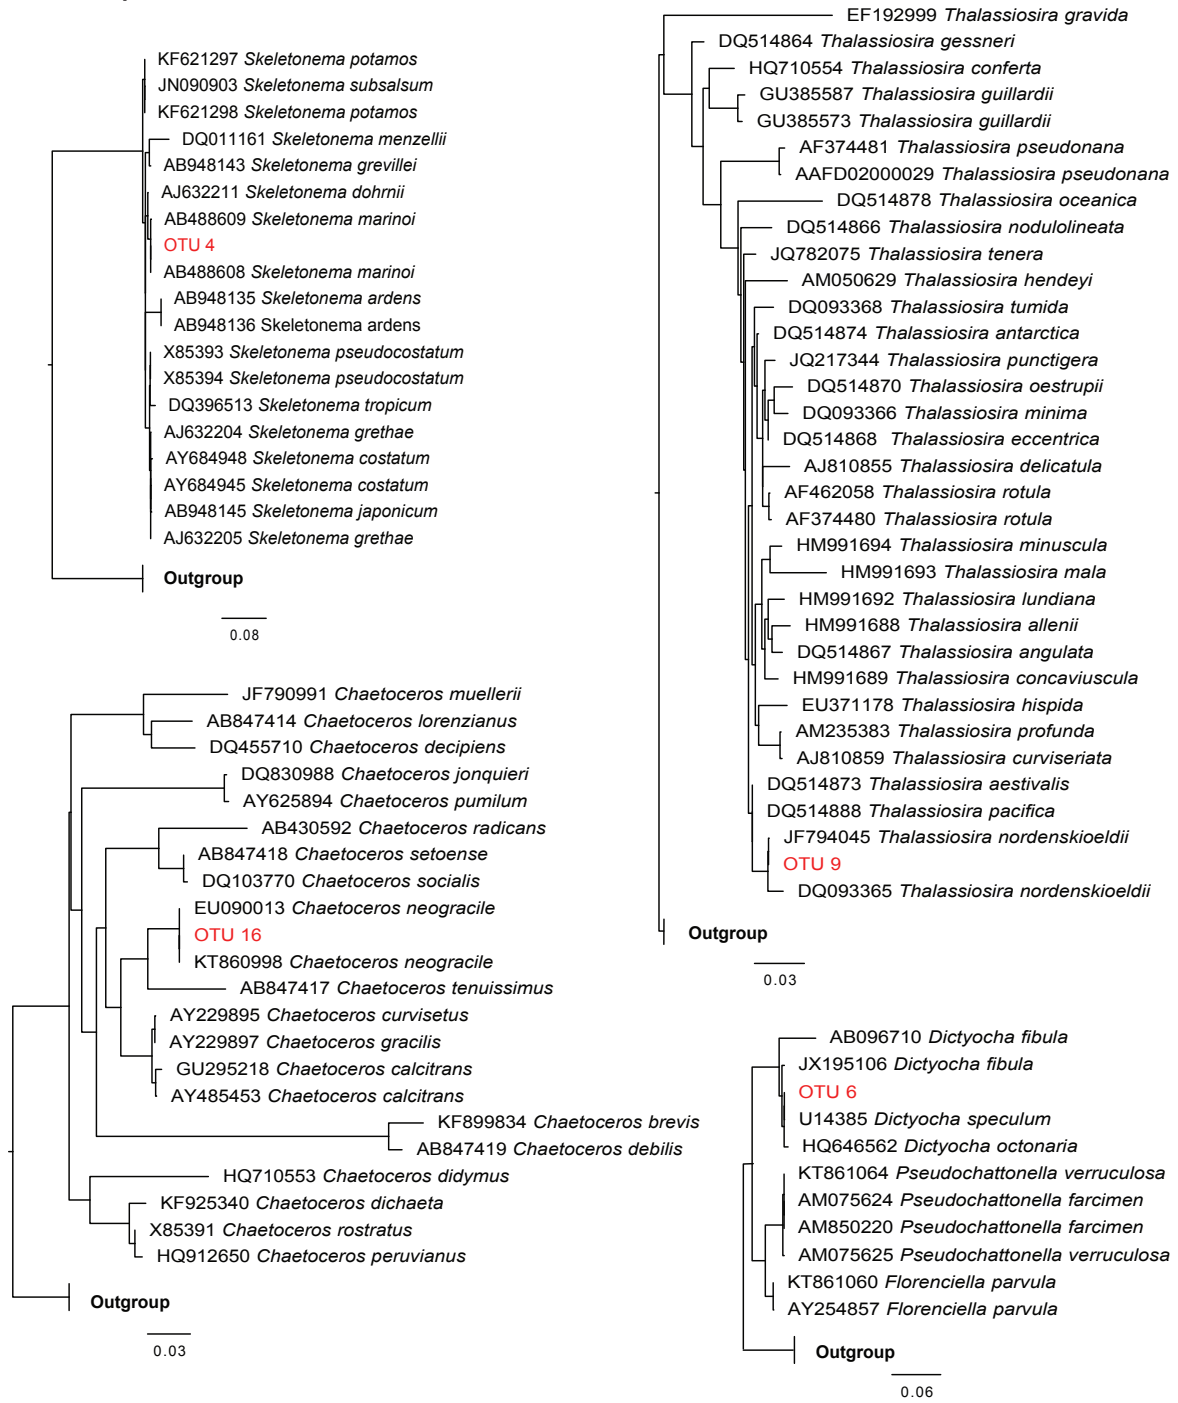 KF621297 Skeletonema potamos
JN090903 Skeletonema subsalsum
KF621298 Skeletonema potamos
DQ011161 Skeletonema menzellii
AB948143 Skeletonema grevillei
AJ632211 Skeletonema dohrnii
AB488609 Skeletonema marinoi
OTU 4
AB488608 Skeletonema marinoi
AB948135 Skeletonema ardens
AB948136 Skeletonema ardens
X85393 Skeletonema pseudocostatum
X85394 Skeletonema pseudocostatum
DQ396513 Skeletonema tropicum
AJ632204 Skeletonema grethae
AY684948 Skeletonema costatum
AY684945 Skeletonema costatum
AB948145 Skeletonema japonicum
AJ632205 Skeletonema grethae
Outgroup
0.08
EF192999 Thalassiosira gravida
DQ514864 Thalassiosira gessneri
HQ710554 Thalassiosira conferta
GU385587 Thalassiosira guillardii
GU385573 Thalassiosira guillardii
AF374481 Thalassiosira pseudonana
AAFD02000029 Thalassiosira pseudonana
DQ514878 Thalassiosira oceanica
DQ514866 Thalassiosira nodulolineata
JQ782075 Thalassiosira tenera
AM050629 Thalassiosira hendeyi
DQ093368 Thalassiosira tumida
DQ514874 Thalassiosira antarctica
JQ217344 Thalassiosira punctigera
DQ514870 Thalassiosira oestrupii
DQ093366 Thalassiosira minima
DQ514868 Thalassiosira eccentrica
AJ810855 Thalassiosira delicatula
AF462058 Thalassiosira rotula
AF374480 Thalassiosira rotula
HM991694 Thalassiosira minuscula
HM991693 Thalassiosira mala
HM991692 Thalassiosira lundiana
HM991688 Thalassiosira allenii
DQ514867 Thalassiosira angulata
HM991689 Thalassiosira concaviuscula
EU371178 Thalassiosira hispida
AM235383 Thalassiosira profunda
AJ810859 Thalassiosira curviseriata
DQ514873 Thalassiosira aestivalis
DQ514888 Thalassiosira pacifica
JF794045 Thalassiosira nordenskioeldii
OTU 9
DQ093365 Thalassiosira nordenskioeldii
Outgroup
0.03
JF790991 Chaetoceros muellerii
AB847414 Chaetoceros lorenzianus
DQ455710 Chaetoceros decipiens
DQ830988 Chaetoceros jonquieri
AY625894 Chaetoceros pumilum
AB430592 Chaetoceros radicans
AB847418 Chaetoceros setoense
DQ103770 Chaetoceros socialis
EU090013 Chaetoceros neogracile
OTU 16
KT860998 Chaetoceros neogracile
AB847417 Chaetoceros tenuissimus
AY229895 Chaetoceros curvisetus
AY229897 Chaetoceros gracilis
GU295218 Chaetoceros calcitrans
AY485453 Chaetoceros calcitrans
KF899834 Chaetoceros brevis
AB847419 Chaetoceros debilis
HQ710553 Chaetoceros didymus
KF925340 Chaetoceros dichaeta
X85391 Chaetoceros rostratus
HQ912650 Chaetoceros peruvianus
Outgroup
0.03
AB096710 Dictyocha fibula
JX195106 Dictyocha fibula
OTU 6
U14385 Dictyocha speculum
HQ646562 Dictyocha octonaria
KT861064 Pseudochattonella verruculosa
AM075624 Pseudochattonella farcimen
AM850220 Pseudochattonella farcimen
AM075625 Pseudochattonella verruculosa
KT861060 Florenciella parvula
AY254857 Florenciella parvula
Outgroup
0.06